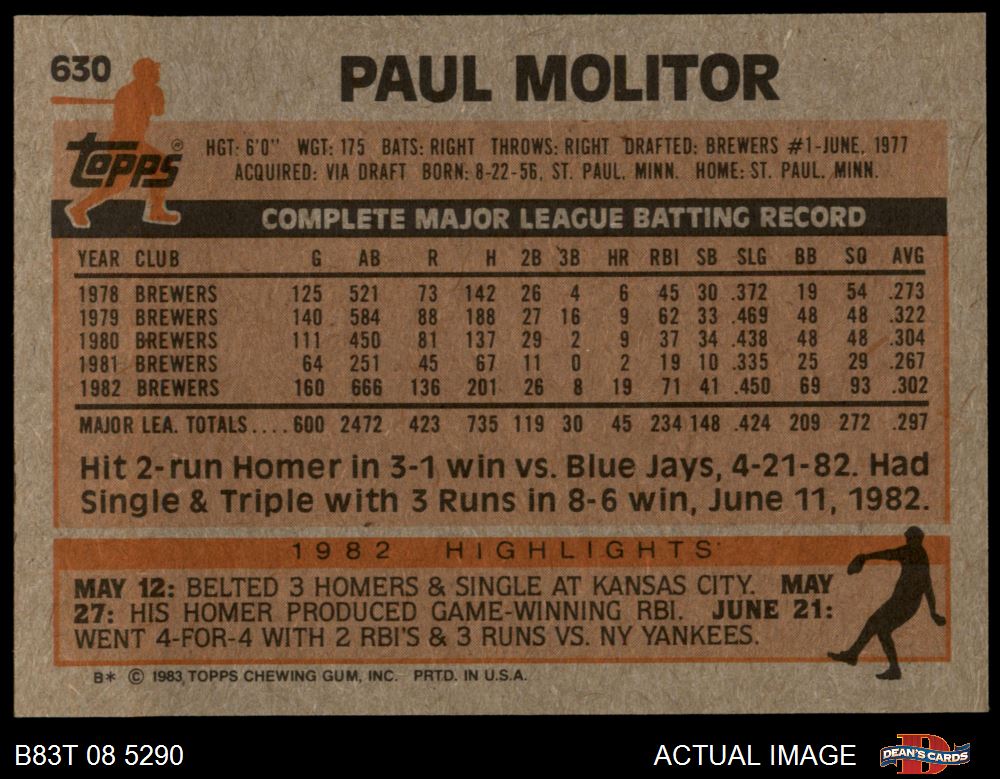 630
PAUL MOLITOR
topps®
HGT: 6'0" WGT: 175 BATS: RIGHT THROWS: RIGHT DRAFTED: BREWERS #1-JUNE, 1977
ACQUIRED: VIA DRAFT BORN: 8-22-56, ST. PAUL, MINN. HOME: ST. PAUL, MINN.
COMPLETE MAJOR LEAGUE BATTING RECORD
YEAR CLUB G AB R H 2B 3B HR RBI SB SLG BB SO AVG
1978 BREWERS 125 521 73 142 26 4 6 45 30 .372 19 54 .273
1979 BREWERS 140 584 88 188 27 16 9 62 33 .469 48 48 .322
1980 BREWERS 111 450 81 137 29 2 9 37 34 .438 48 48 .304
1981 BREWERS 64 251 45 67 11 0 2 19 10 .335 25 29 .267
1982 BREWERS 160 666 136 201 26 8 19 71 41 .450 69 93 .302
MAJOR LEA. TOTALS.... 600 2472 423 735 119 30 45 234 148 .424 209 272 .297
Hit 2-run Homer in 3-1 win vs. Blue Jays, 4-21-82. Had
Single & Triple with 3 Runs in 8-6 win, June 11, 1982.
1982 HIGHLIGHTS
MAY 12: BELTED 3 HOMERS & SINGLE AT KANSAS CITY. MAY
27: HIS HOMER PRODUCED GAME-WINNING RBI. JUNE 21:
WENT 4-FOR-4 WITH 2 RBI'S & 3 RUNS VS. NY YANKEES.
B* © 1983 TOPPS CHEWING GUM, INC. PRTD. IN U.S.A.
B83T 08 5290
ACTUAL IMAGE
D
DEAN'S CARDS